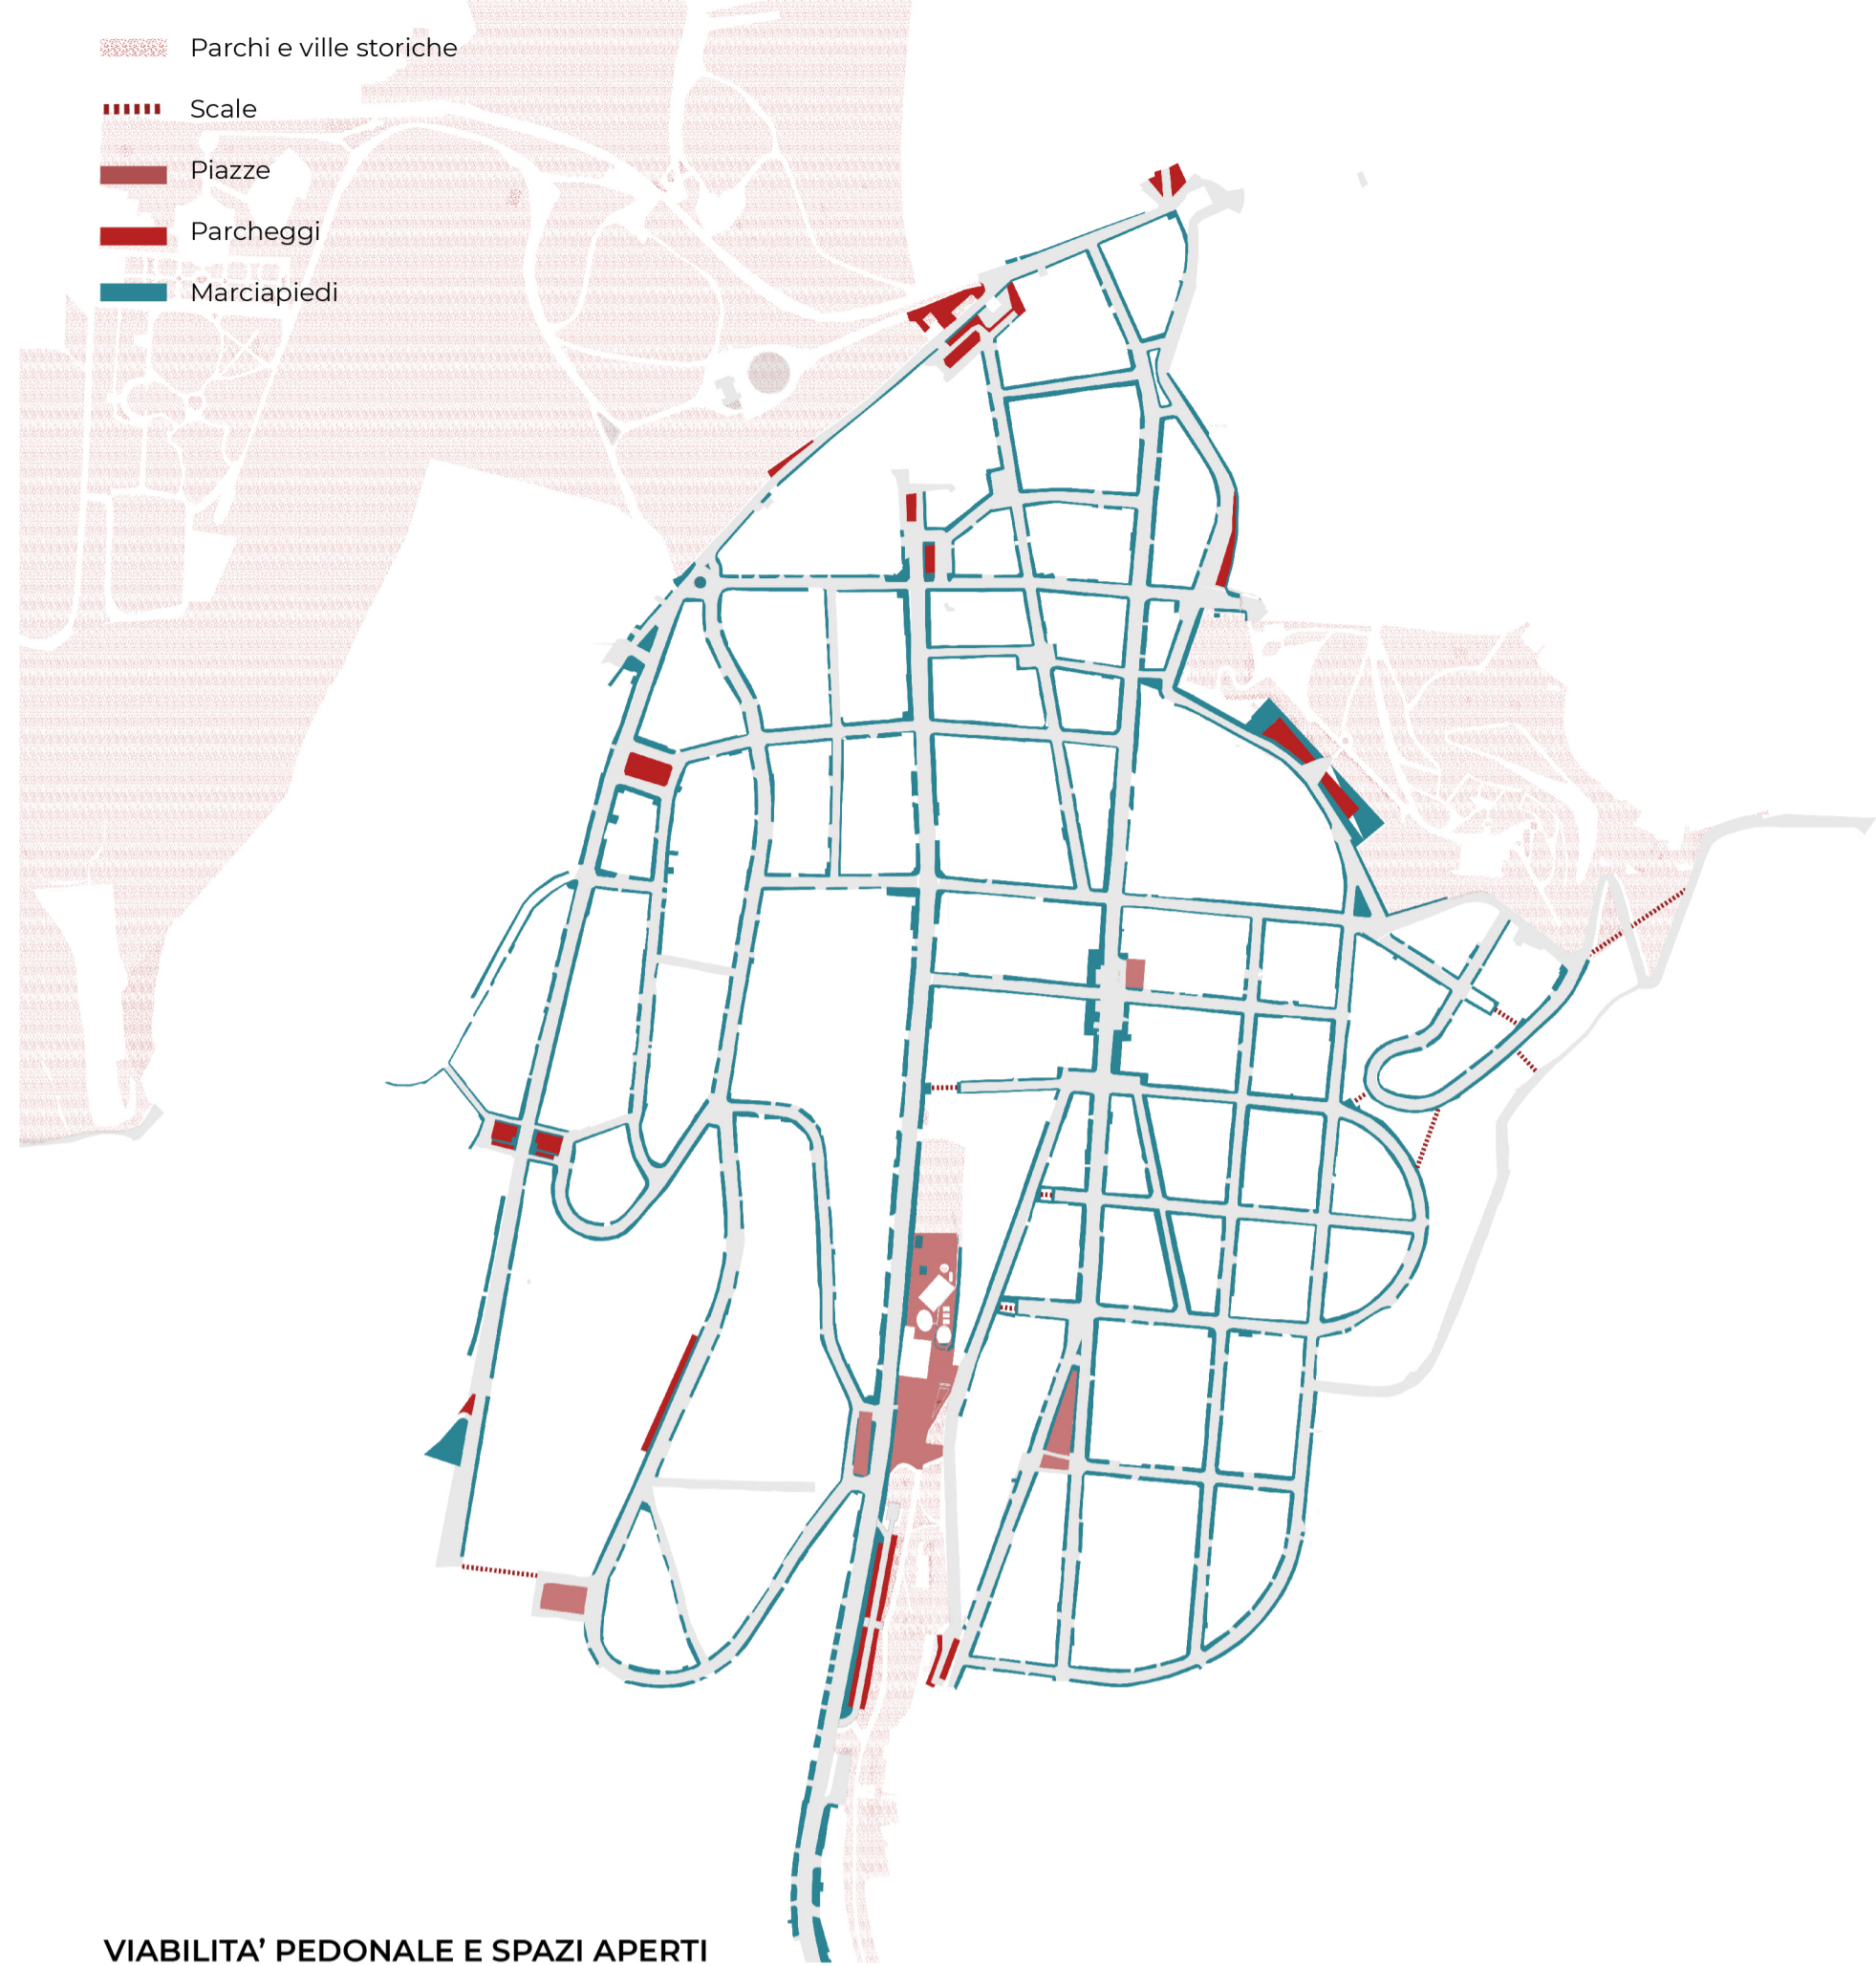 Parchi e ville storiche
Scale
Piazze
Parcheggi
Marciapiedi
VIABILITA’ PEDONALE E SPAZI APERTI